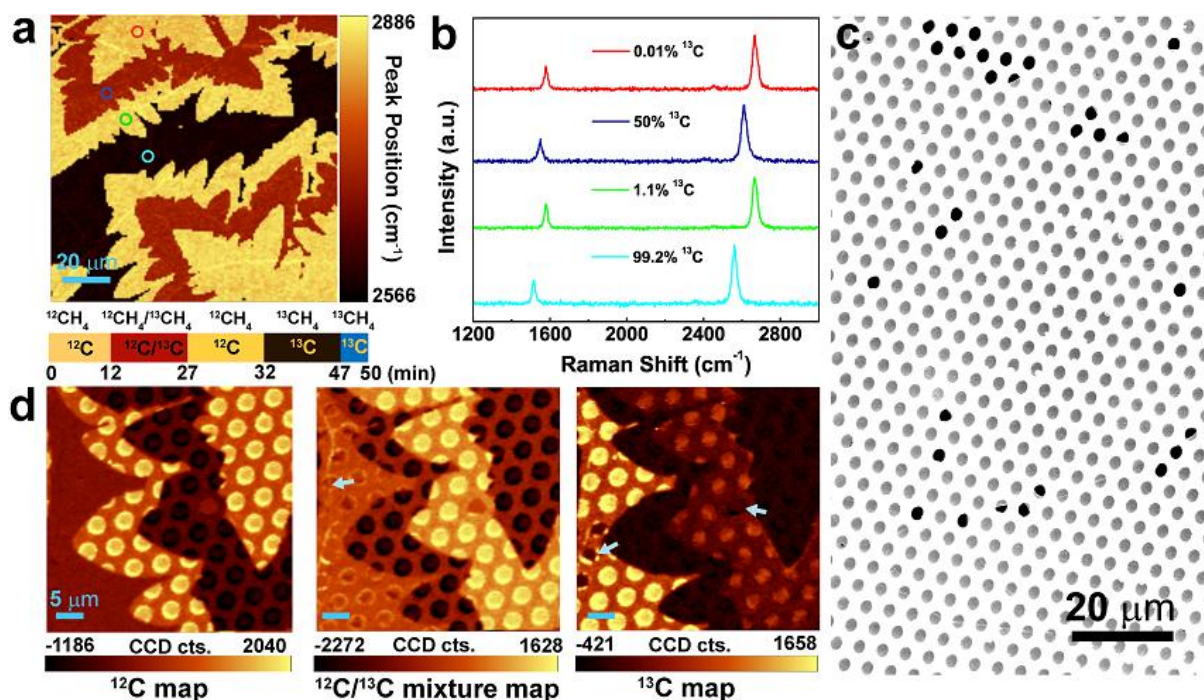 a
2886
Peak Position (cm⁻¹)
2566
20 μm
¹²CH₄ ¹²CH₄/¹³CH₄ ¹²CH₄ ¹³CH₄ ¹³CH₄
¹²C ¹²C/¹³C ¹²C ¹³C ¹³C
0 12 27 32 47 50 (min)
b
Intensity (a.u.)
0.01% ¹³C
50% ¹³C
1.1% ¹³C
99.2% ¹³C
1200 1600 2000 2400 2800
Raman Shift (cm⁻¹)
c
20 μm
d
5 μm
-1186 CCD cts. 2040
¹²C map
-2272 CCD cts. 1628
¹²C/¹³C mixture map
-421 CCD cts. 1658
¹³C map